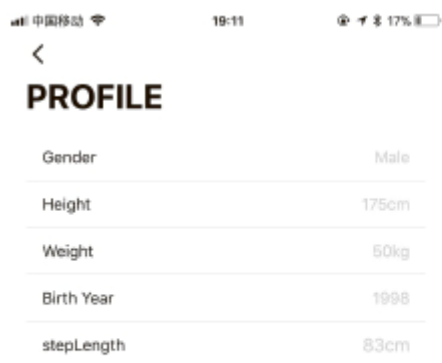 中国移动 19:11 17%
PROFILE
Gender Male
Height 175cm
Weight 50kg
Birth Year 1998
stepLength 83cm